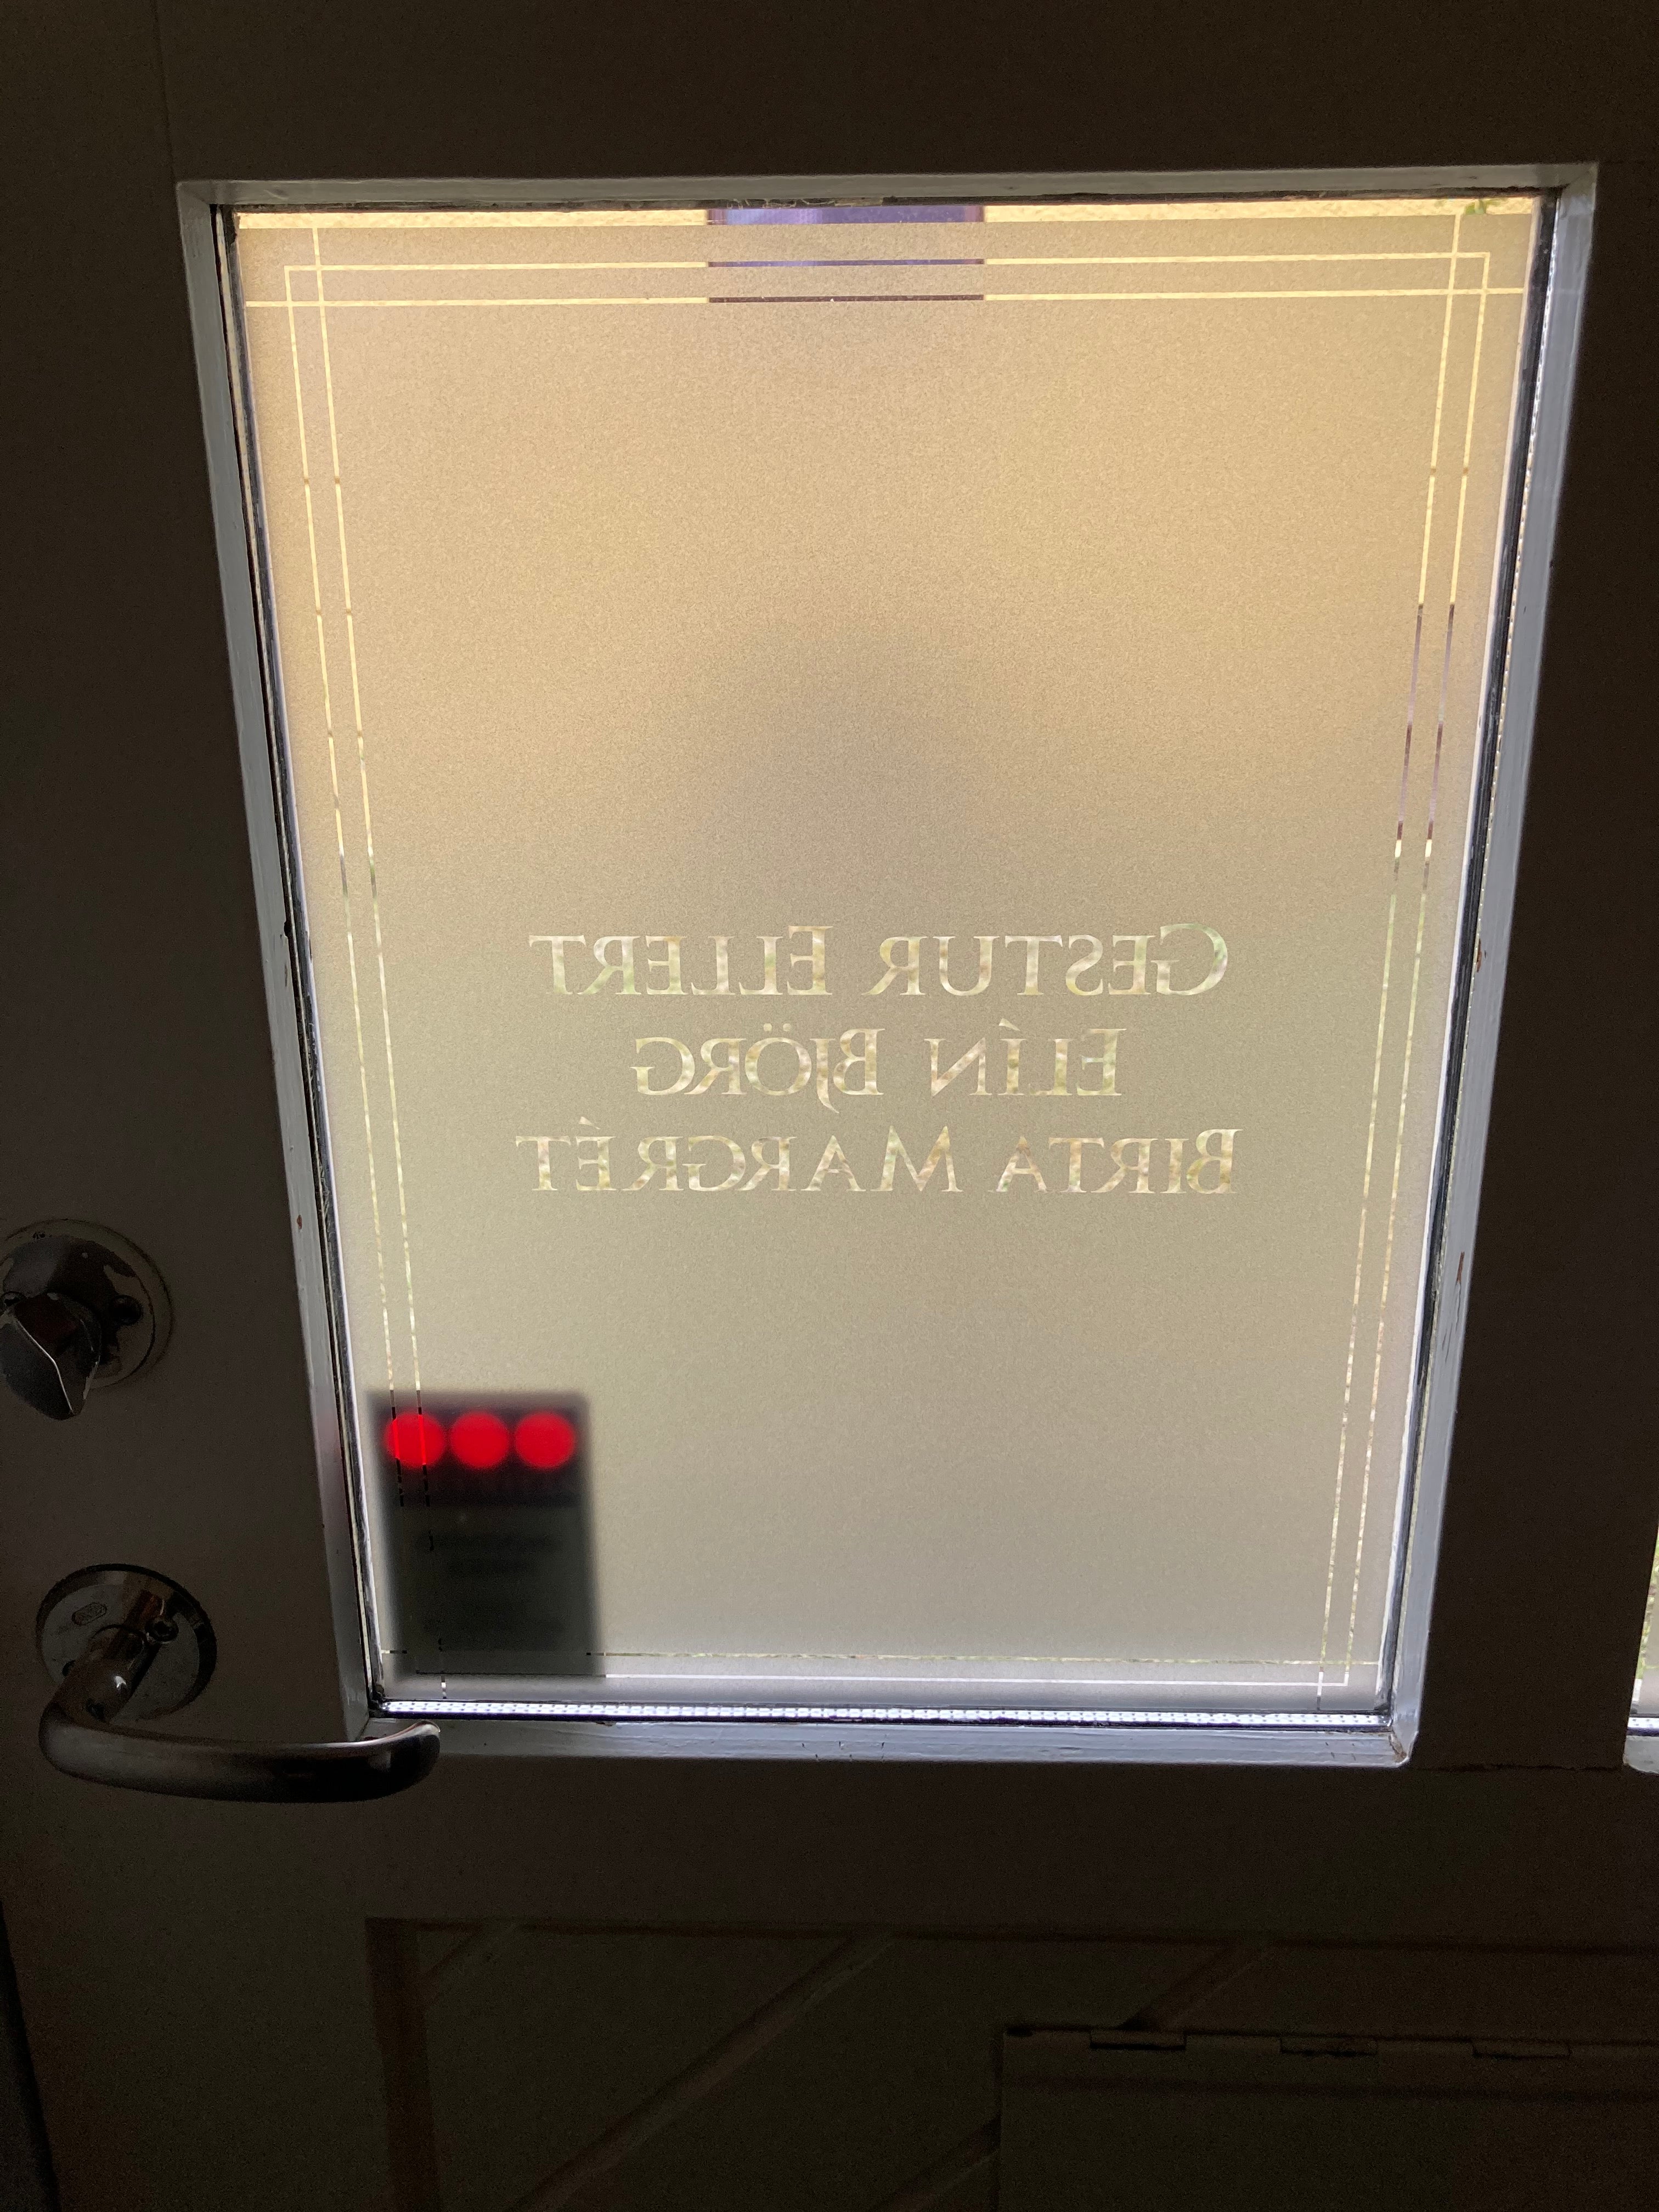 GESTUR ELLERT
ELÍN BJÖRG
BIRTA MARGRÉT